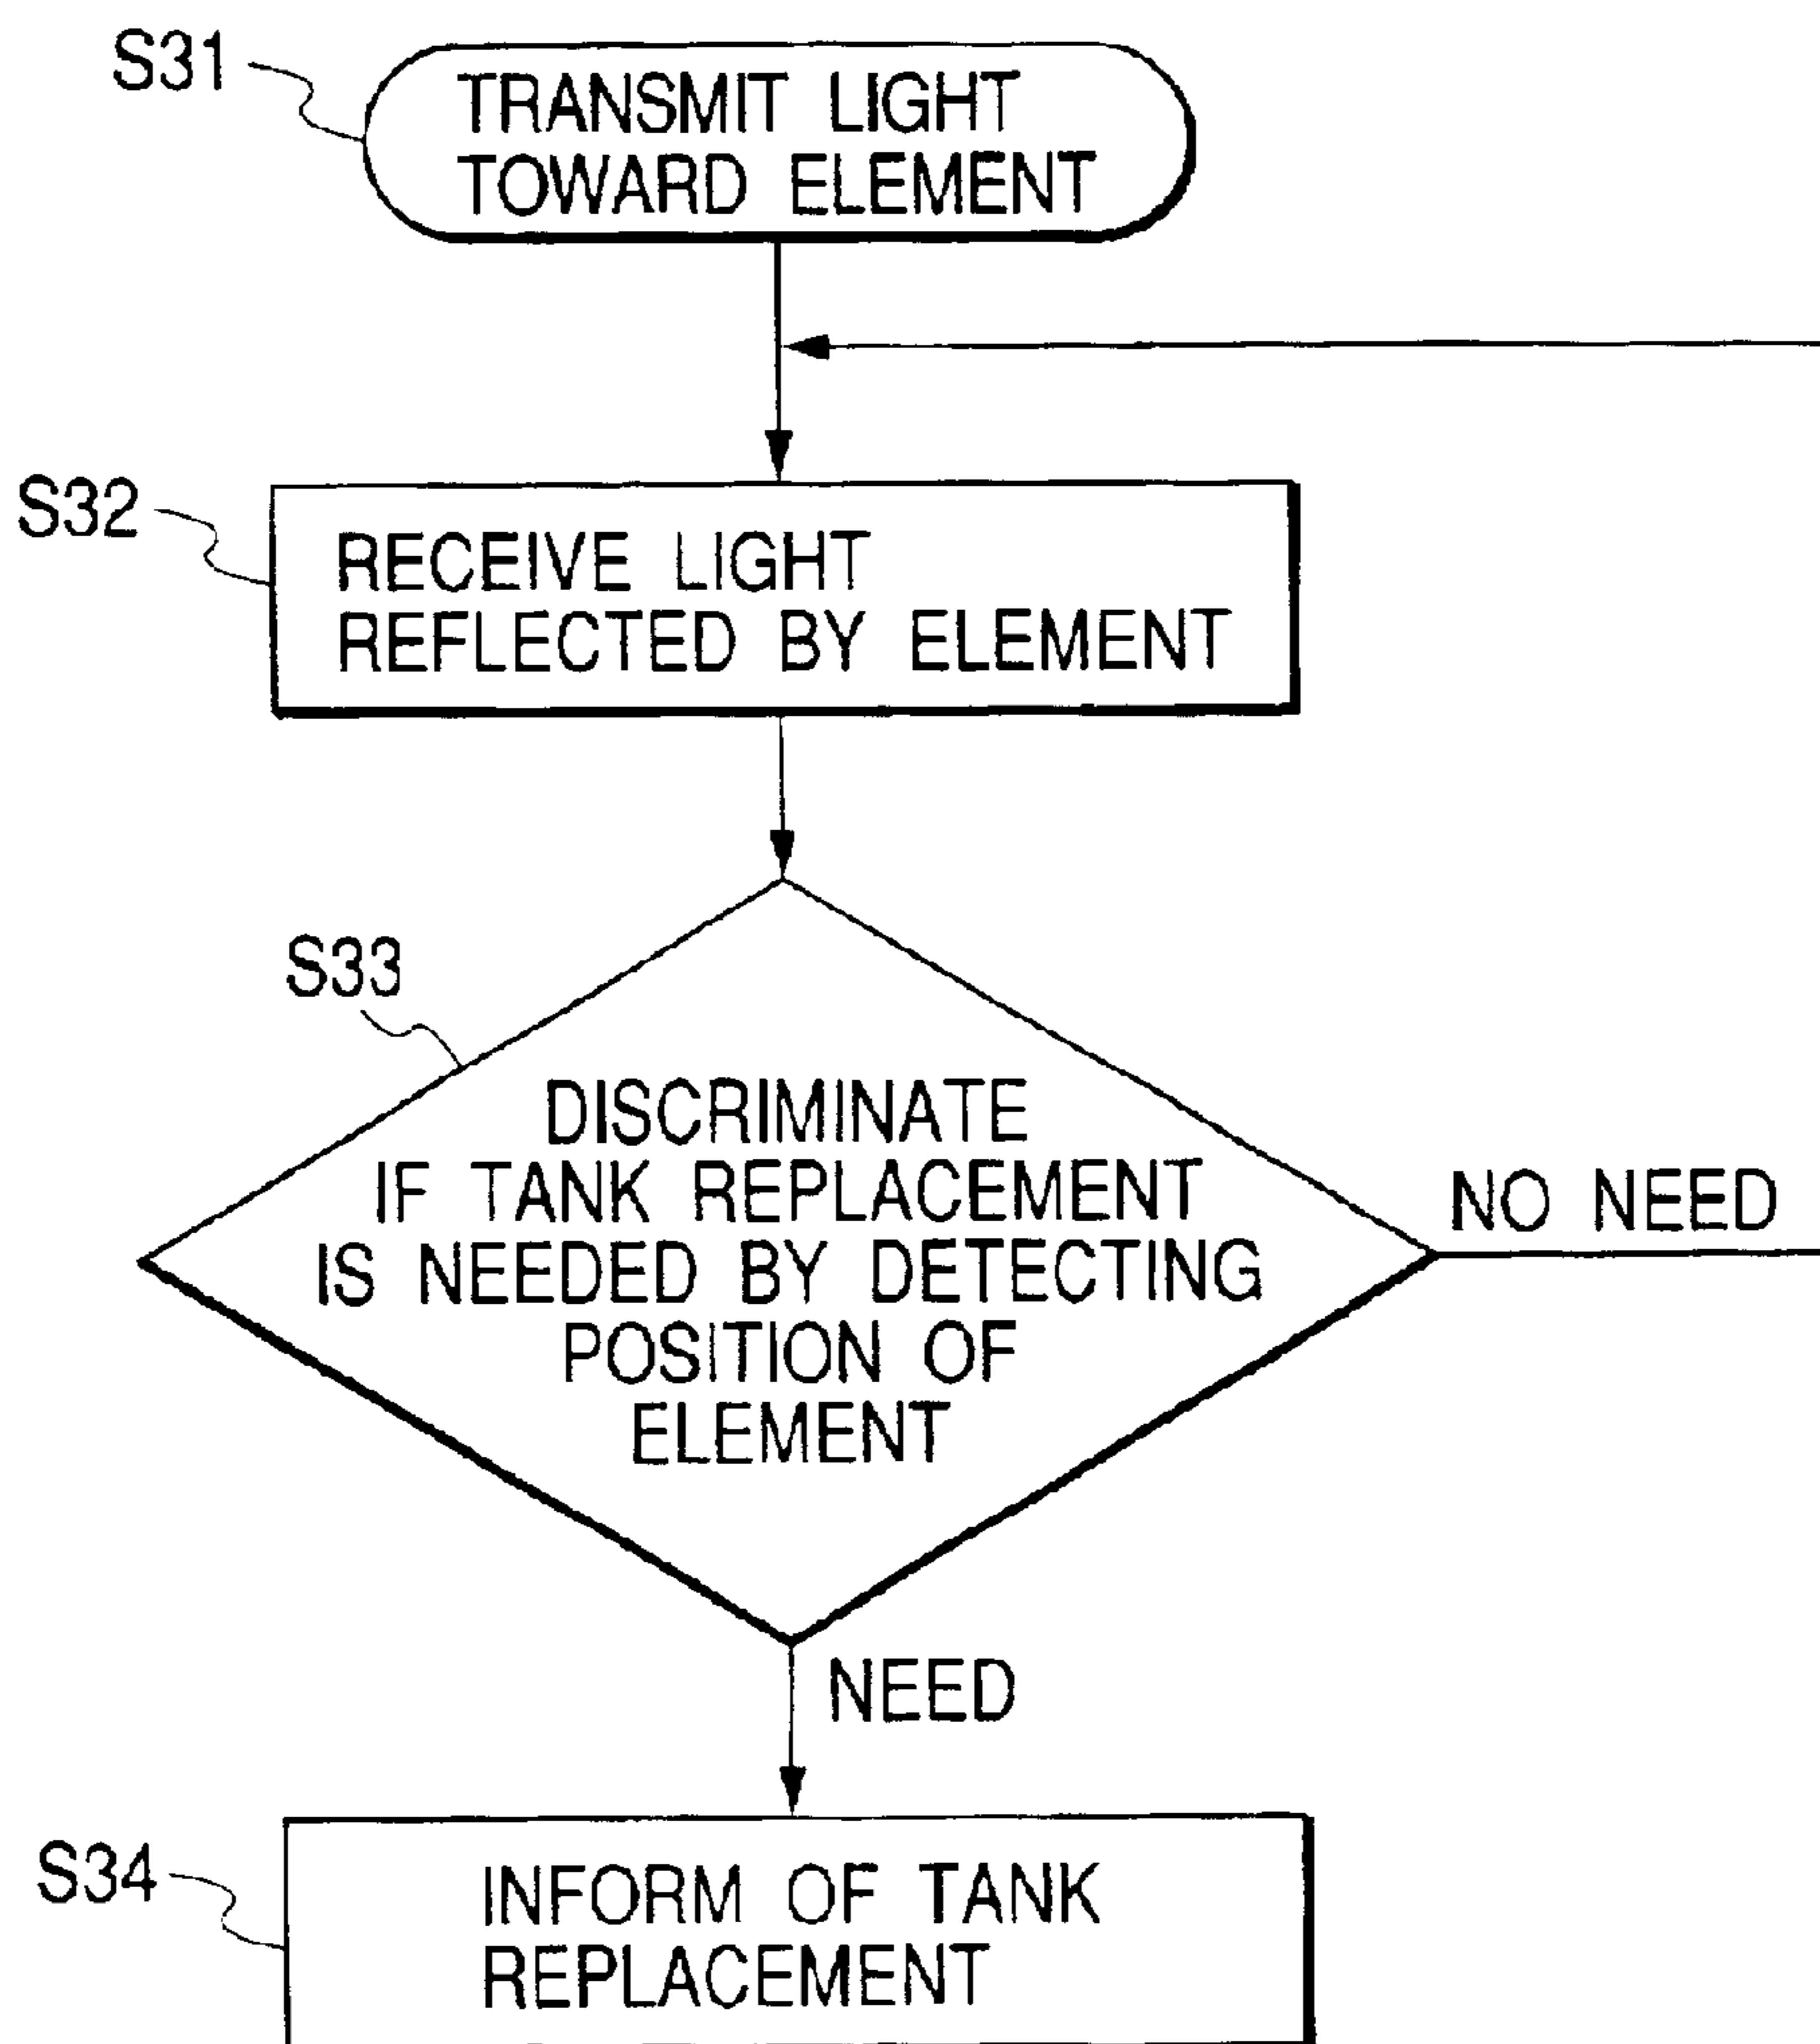 S31
TRANSMIT LIGHT
TOWARD ELEMENT
S32
RECEIVE LIGHT
REFLECTED BY ELEMENT
S33
DISCRIMINATE
IF TANK REPLACEMENT
IS NEEDED BY DETECTING
POSITION OF
ELEMENT
NO NEED
NEED
S34
INFORM OF TANK
REPLACEMENT